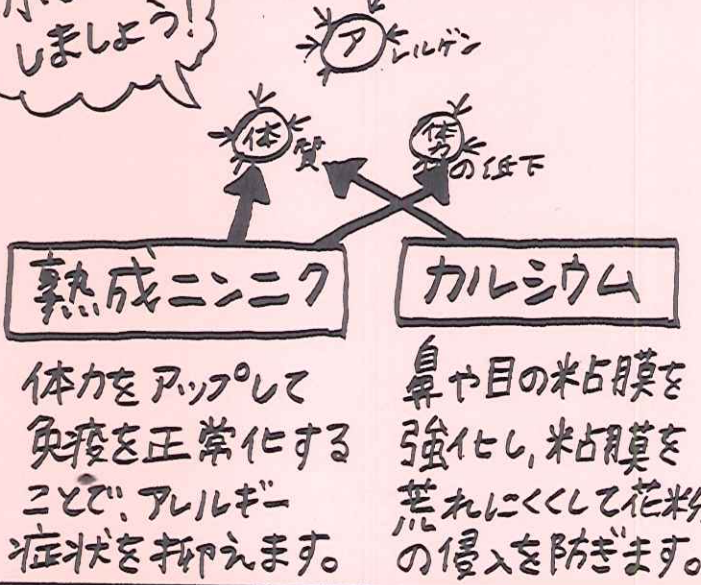 しましょう!
アレルゲン
体質
体力の低下
熟成ニンニク
カルシウム
体力をアップして
免疫を正常化する
ことで、アレルギー
症状を抑えます。
鼻や目の粘膜を
強化し、粘膜を
荒れにくくして花粉
の侵入を防ぎます。